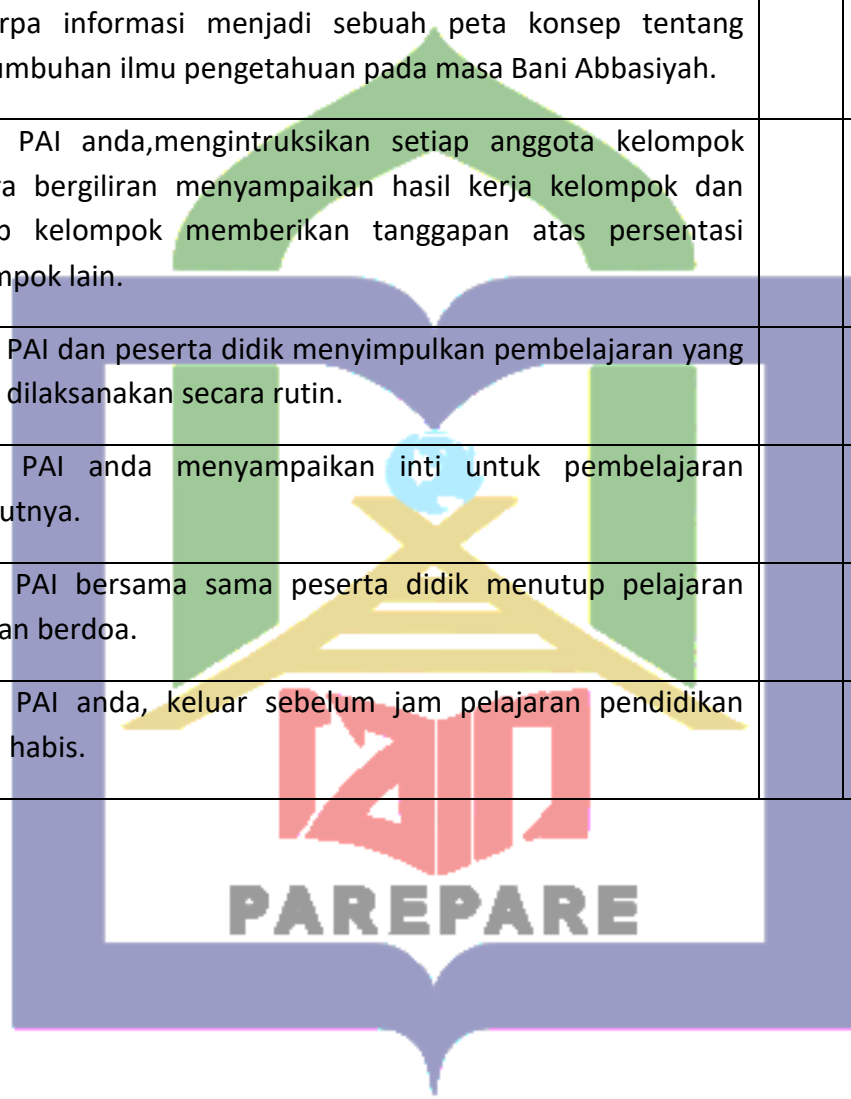 erpa informasi menjadi sebuah peta konsep tentang
umbuhan ilmu pengetahuan pada masa Bani Abbasiyah.
PAI anda,mengintruksikan setiap anggota kelompok
a bergiliran menyampaikan hasil kerja kelompok dan
p kelompok memberikan tanggapan atas persentasi
mpok lain.
PAI dan peserta didik menyimpulkan pembelajaran yang
dilaksanakan secara rutin.
PAI anda menyampaikan inti untuk pembelajaran
utnya.
PAI bersama sama peserta didik menutup pelajaran
an berdoa.
PAI anda, keluar sebelum jam pelajaran pendidikan
habis.
IAIN
PAREPARE